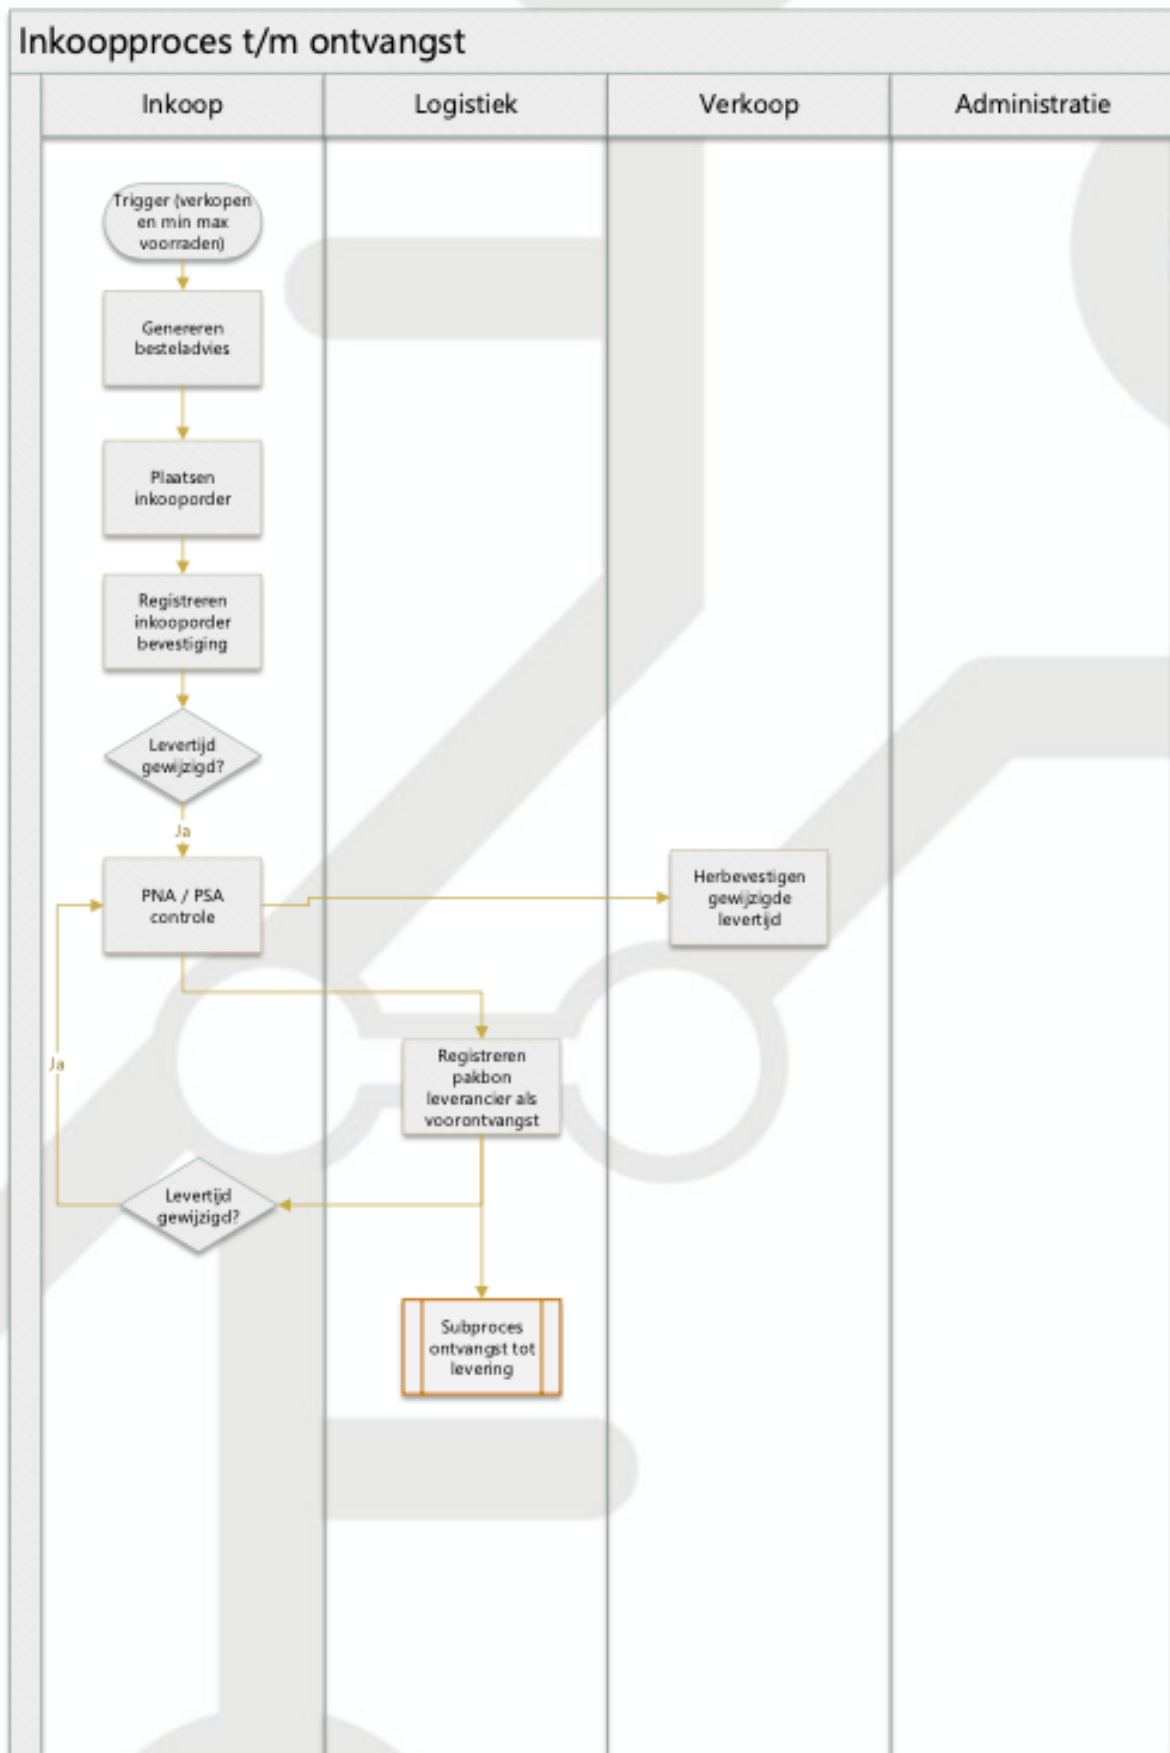 Inkoopproces t/m ontvangst
Inkoop
Logistiek
Verkoop
Administratie
Trigger (verkopen
en min max
voorraden)
Genereren
besteladvies
Plaatsen
inkooporder
Registreren
inkooporder
bevestiging
Levertijd
gewijzigd?
Ja
PNA / PSA
controle
Herbevestigen
gewijzigde
levertijd
Registreren
pakbon
leverancier als
voorontvangst
Ja
Levertijd
gewijzigd?
Subproces
ontvangst tot
levering